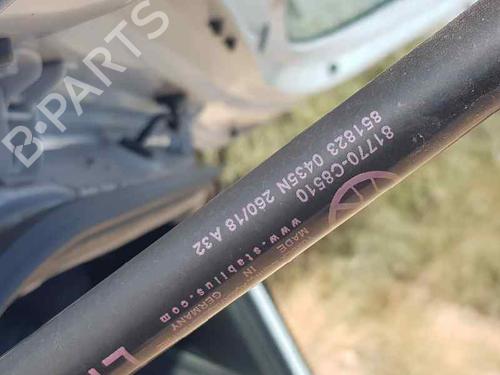 B-PARTS
81770-C8510
851823 0435N 260/18 A32
www.stabilus.com
MADE IN GERMANY